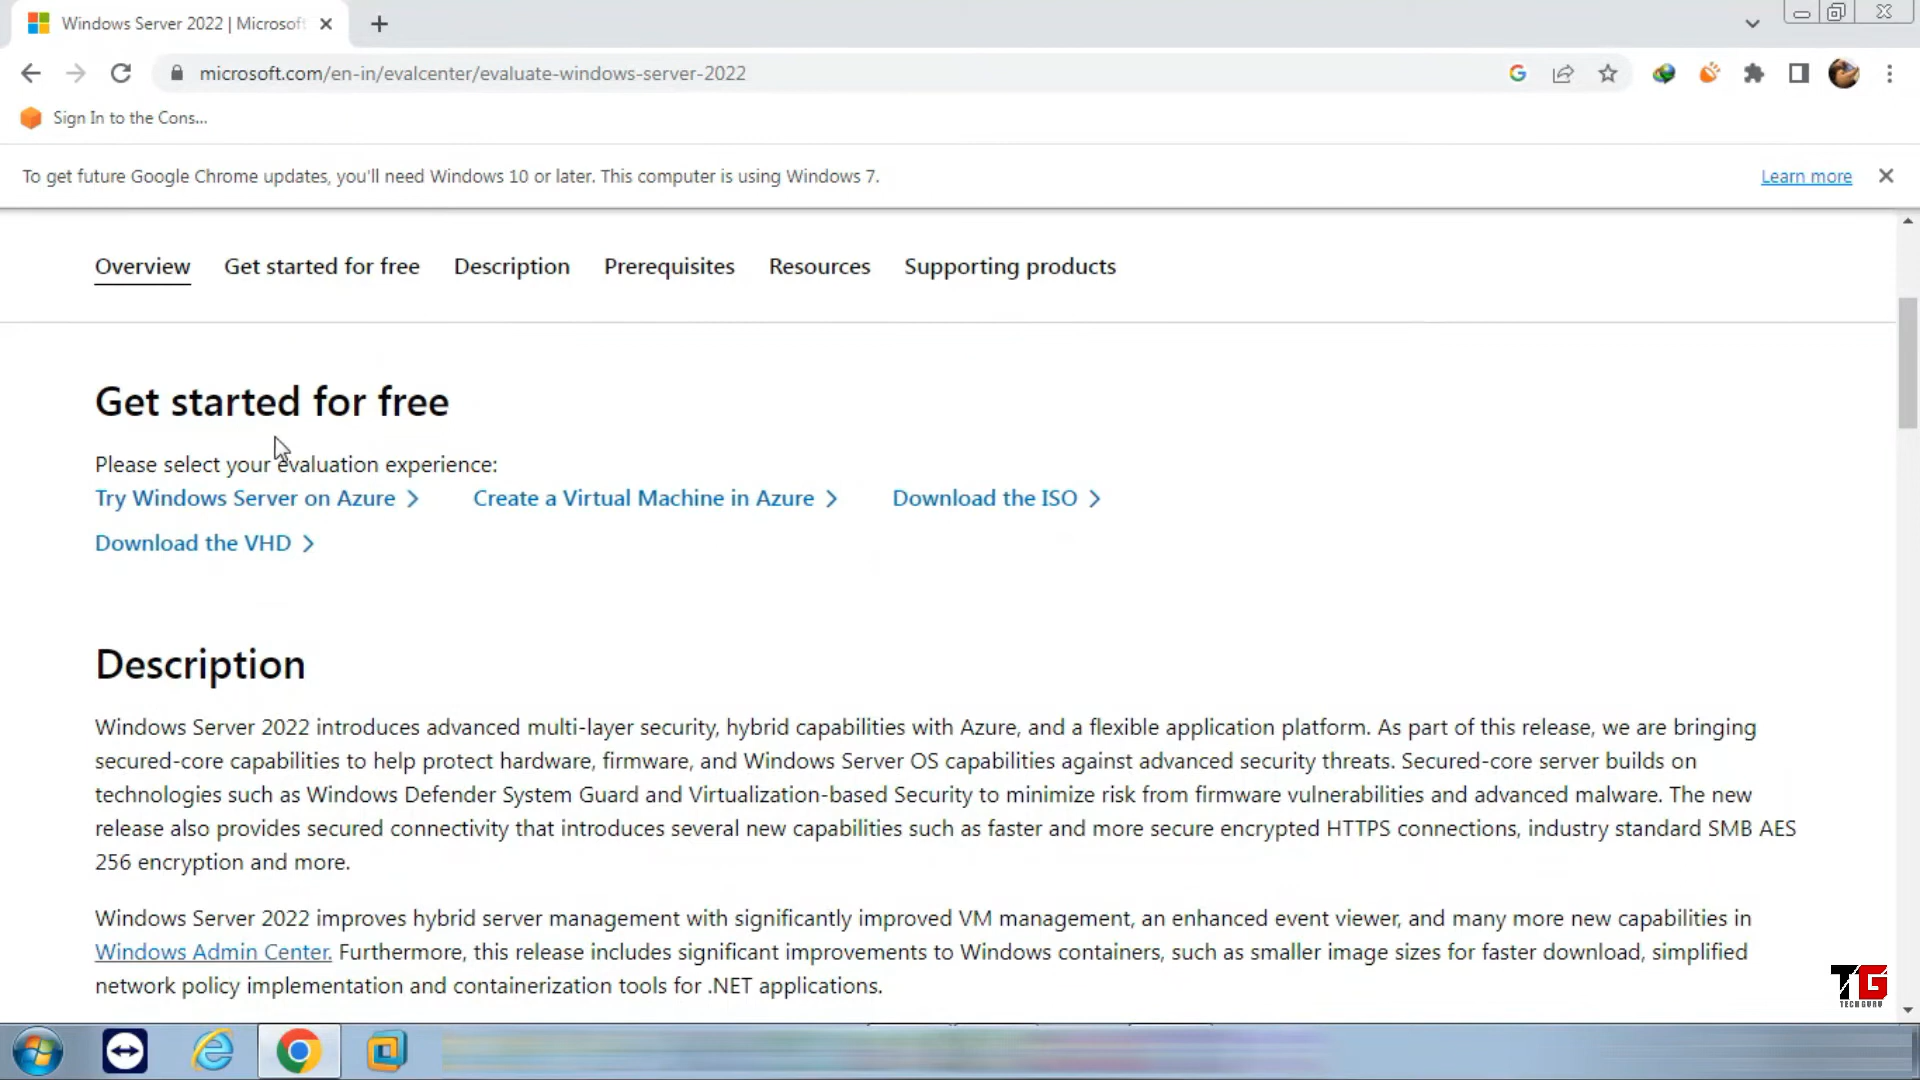 Windows Server 2022 | Microsoft
microsoft.com/en-in/evalcenter/evaluate-windows-server-2022
Sign In to the Cons...
To get future Google Chrome updates, you'll need Windows 10 or later. This computer is using Windows 7.
Learn more
Overview Get started for free Description Prerequisites Resources Supporting products
Get started for free
Please select your evaluation experience:
Try Windows Server on Azure Create a Virtual Machine in Azure Download the ISO
Download the VHD
Description
Windows Server 2022 introduces advanced multi-layer security, hybrid capabilities with Azure, and a flexible application platform. As part of this release, we are bringing
secured-core capabilities to help protect hardware, firmware, and Windows Server OS capabilities against advanced security threats. Secured-core server builds on
technologies such as Windows Defender System Guard and Virtualization-based Security to minimize risk from firmware vulnerabilities and advanced malware. The new
release also provides secured connectivity that introduces several new capabilities such as faster and more secure encrypted HTTPS connections, industry standard SMB AES
256 encryption and more.
Windows Server 2022 improves hybrid server management with significantly improved VM management, an enhanced event viewer, and many more new capabilities in
Windows Admin Center. Furthermore, this release includes significant improvements to Windows containers, such as smaller image sizes for faster download, simplified
network policy implementation and containerization tools for .NET applications.
TG
TECH GURU